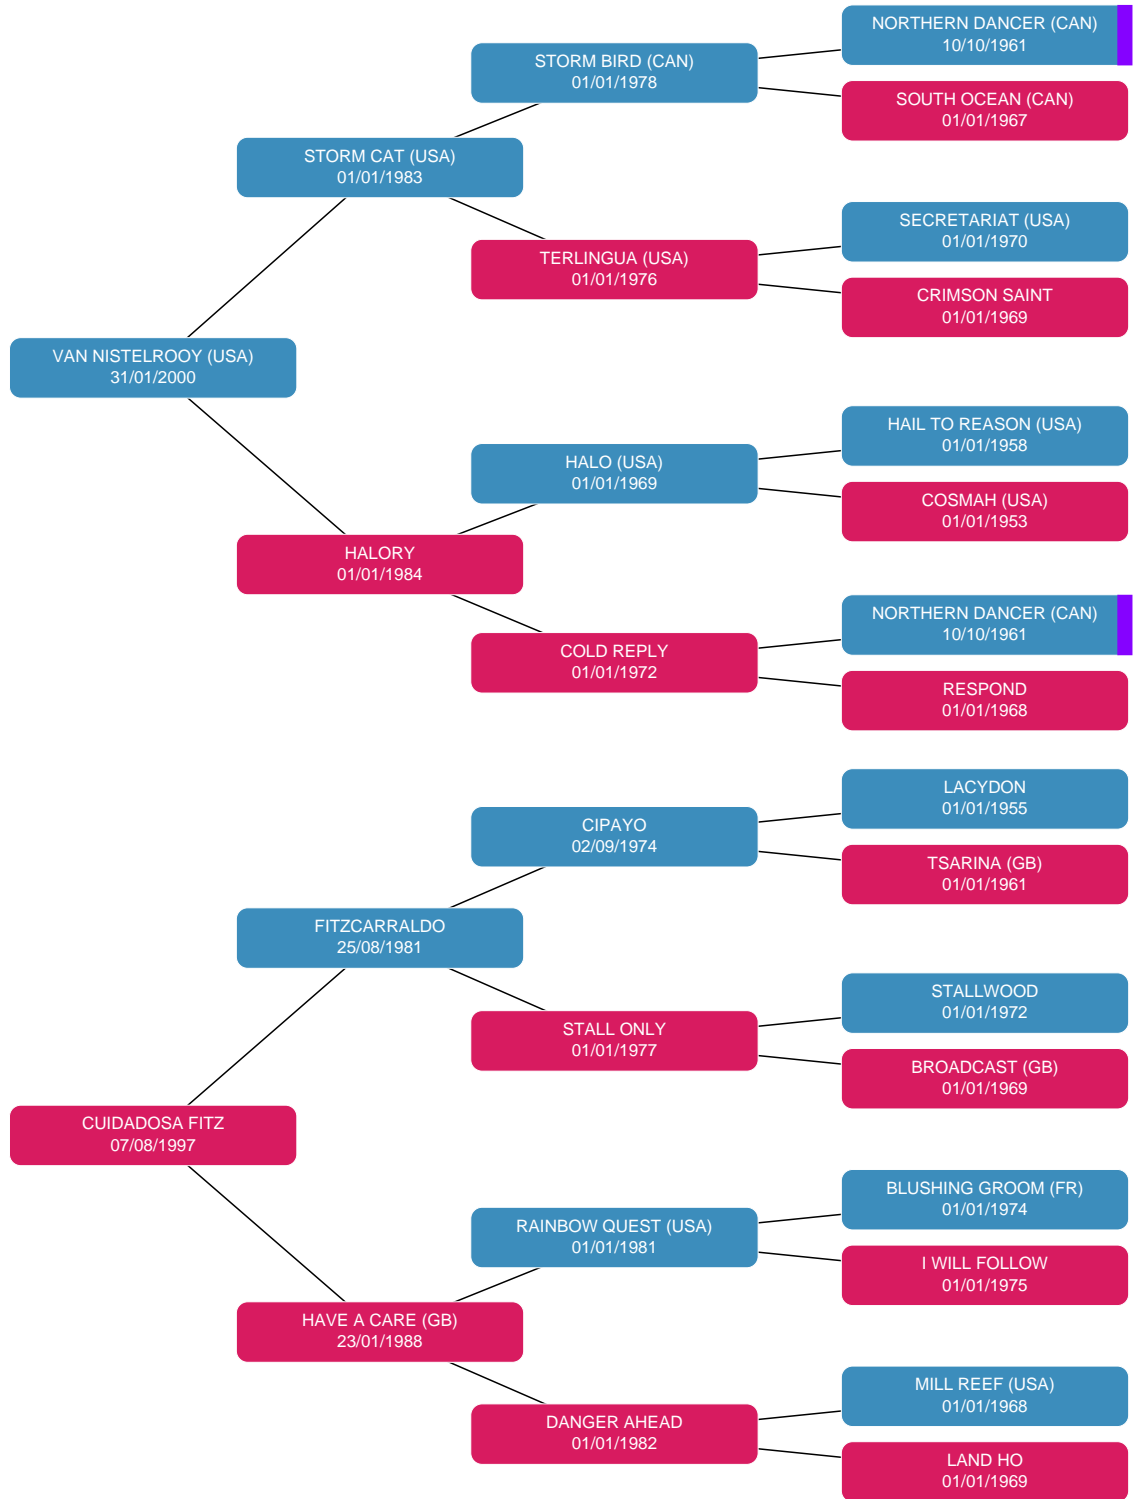 NORTHERN DANCER (CAN)
10/10/1961
STORM BIRD (CAN)
01/01/1978
SOUTH OCEAN (CAN)
01/01/1967
STORM CAT (USA)
01/01/1983
SECRETARIAT (USA)
01/01/1970
TERLINGUA (USA)
01/01/1976
CRIMSON SAINT
01/01/1969
VAN NISTELROOY (USA)
31/01/2000
HAIL TO REASON (USA)
01/01/1958
HALO (USA)
01/01/1969
COSMAH (USA)
01/01/1953
HALORY
01/01/1984
NORTHERN DANCER (CAN)
10/10/1961
COLD REPLY
01/01/1972
RESPOND
01/01/1968
LACYDON
01/01/1955
CIPAYO
02/09/1974
TSARINA (GB)
01/01/1961
FITZCARRALDO
25/08/1981
STALLWOOD
01/01/1972
STALL ONLY
01/01/1977
BROADCAST (GB)
01/01/1969
CUIDADOSA FITZ
07/08/1997
BLUSHING GROOM (FR)
01/01/1974
RAINBOW QUEST (USA)
01/01/1981
I WILL FOLLOW
01/01/1975
HAVE A CARE (GB)
23/01/1988
MILL REEF (USA)
01/01/1968
DANGER AHEAD
01/01/1982
LAND HO
01/01/1969